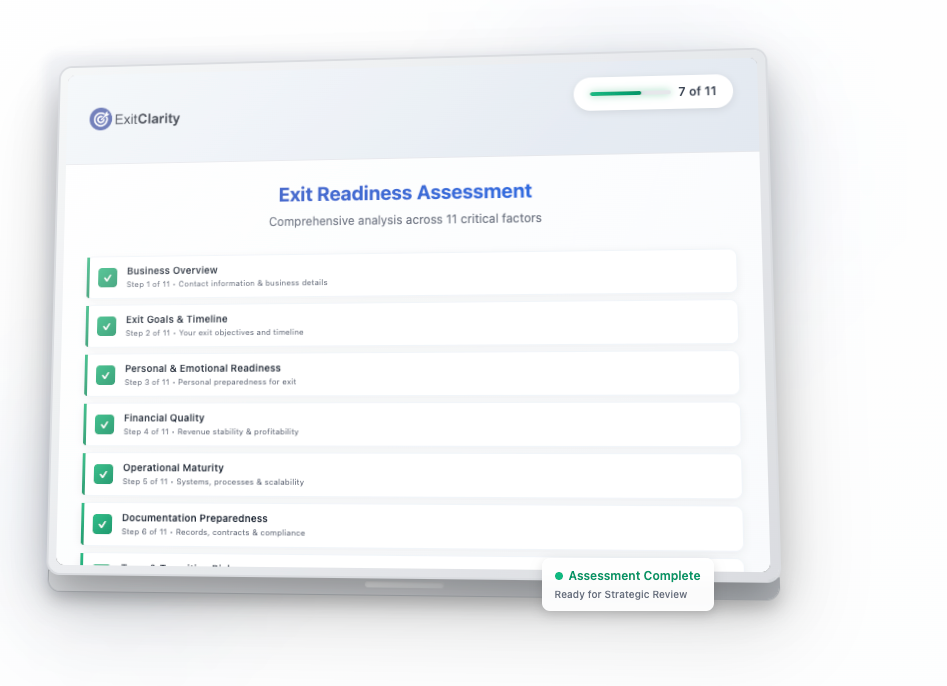 7 of 11
ExitClarity
Exit Readiness Assessment
Comprehensive analysis across 11 critical factors
Business Overview
Step 1 of 11 • Contact information & business details
Exit Goals & Timeline
Step 2 of 11 • Your exit objectives and timeline
Personal & Emotional Readiness
Step 3 of 11 • Personal preparedness for exit
Financial Quality
Step 4 of 11 • Revenue stability & profitability
Operational Maturity
Step 5 of 11 • Systems, processes & scalability
Documentation Preparedness
Step 6 of 11 • Records, contracts & compliance
Assessment Complete
Ready for Strategic Review